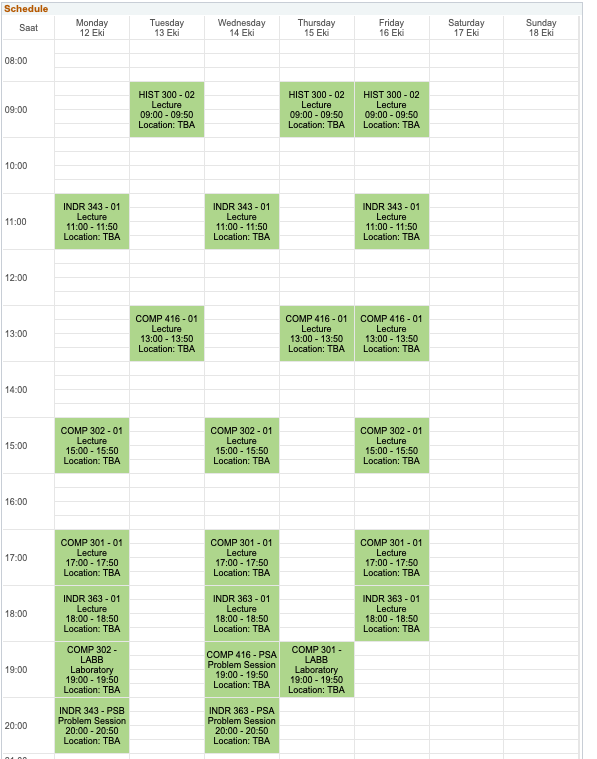 Schedule
Saat
Monday
12 Eki
Tuesday
13 Eki
Wednesday
14 Eki
Thursday
15 Eki
Friday
16 Eki
Saturday
17 Eki
Sunday
18 Eki
08:00
09:00
HIST 300 - 02
Lecture
09:00 - 09:50
Location: TBA
HIST 300 - 02
Lecture
09:00 - 09:50
Location: TBA
HIST 300 - 02
Lecture
09:00 - 09:50
Location: TBA
10:00
11:00
INDR 343 - 01
Lecture
11:00 - 11:50
Location: TBA
INDR 343 - 01
Lecture
11:00 - 11:50
Location: TBA
INDR 343 - 01
Lecture
11:00 - 11:50
Location: TBA
12:00
13:00
COMP 416 - 01
Lecture
13:00 - 13:50
Location: TBA
COMP 416 - 01
Lecture
13:00 - 13:50
Location: TBA
COMP 416 - 01
Lecture
13:00 - 13:50
Location: TBA
14:00
15:00
COMP 302 - 01
Lecture
15:00 - 15:50
Location: TBA
COMP 302 - 01
Lecture
15:00 - 15:50
Location: TBA
COMP 302 - 01
Lecture
15:00 - 15:50
Location: TBA
16:00
17:00
COMP 301 - 01
Lecture
17:00 - 17:50
Location: TBA
COMP 301 - 01
Lecture
17:00 - 17:50
Location: TBA
COMP 301 - 01
Lecture
17:00 - 17:50
Location: TBA
18:00
INDR 363 - 01
Lecture
18:00 - 18:50
Location: TBA
INDR 363 - 01
Lecture
18:00 - 18:50
Location: TBA
INDR 363 - 01
Lecture
18:00 - 18:50
Location: TBA
19:00
COMP 302 -
LABB
Laboratory
19:00 - 19:50
Location: TBA
COMP 416 - PSA
Problem Session
19:00 - 19:50
Location: TBA
COMP 301 -
LABB
Laboratory
19:00 - 19:50
Location: TBA
20:00
INDR 343 - PSB
Problem Session
20:00 - 20:50
Location: TBA
INDR 363 - PSA
Problem Session
20:00 - 20:50
Location: TBA